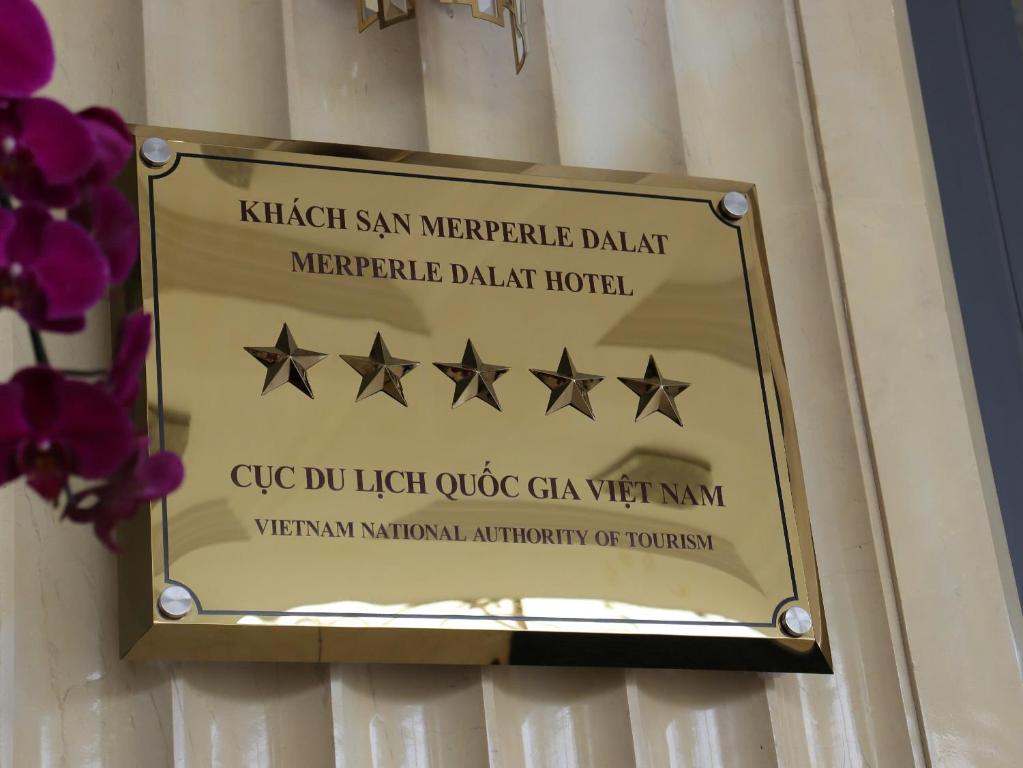 KHÁCH SẠN MERPERLE DALAT
MERPERLE DALAT HOTEL
CỤC DU LỊCH QUỐC GIA VIỆT NAM
VIETNAM NATIONAL AUTHORITY OF TOURISM